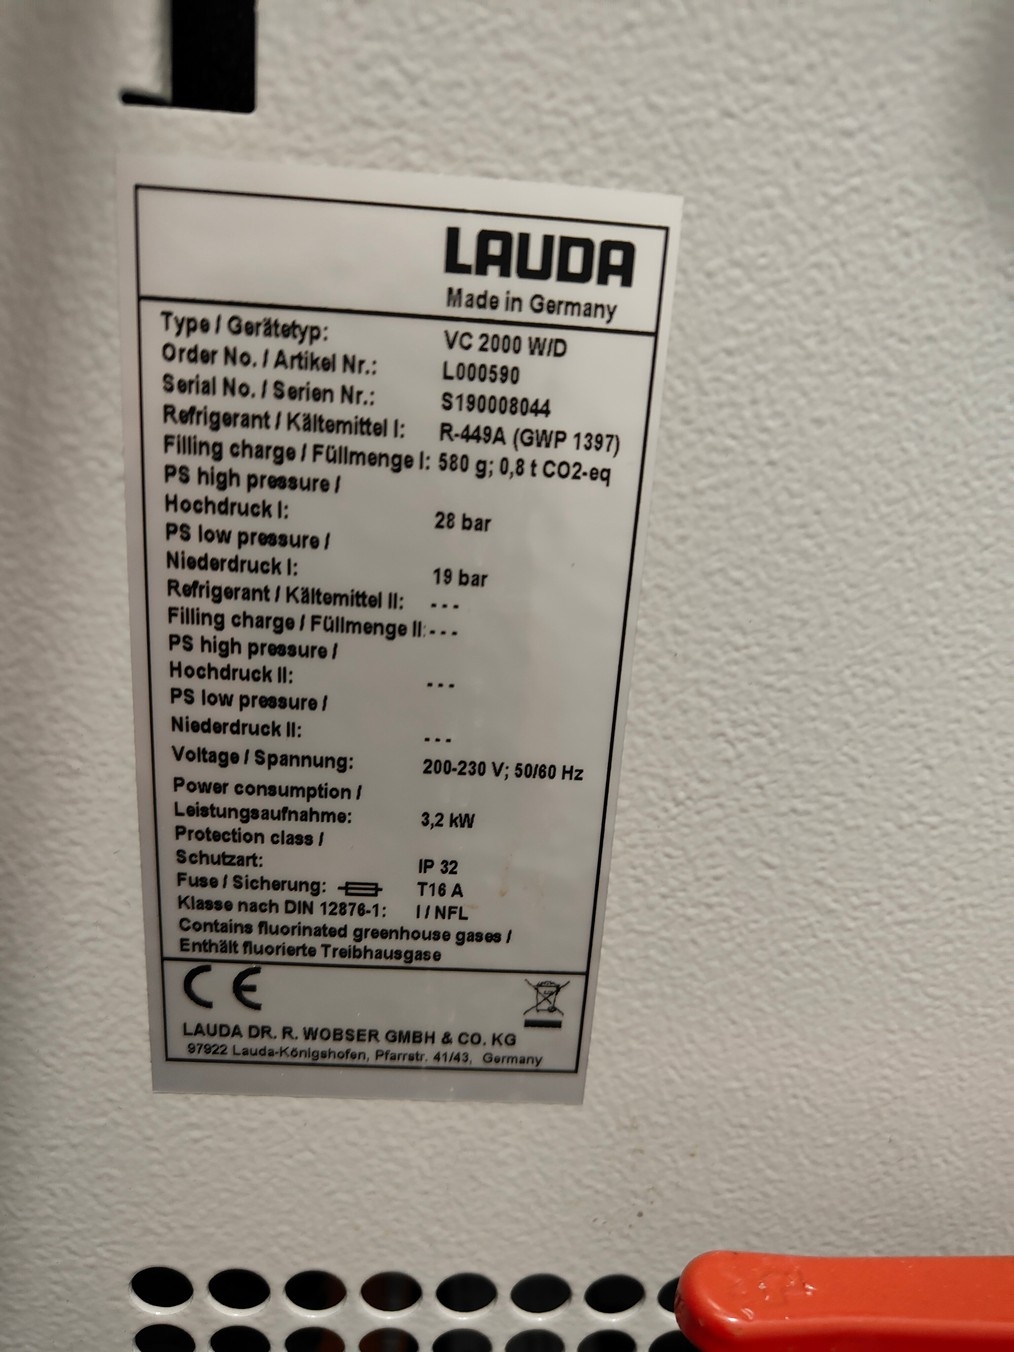 LAUDA
Made in Germany
Type / Gerätetyp: VC 2000 W/D
Order No. / Artikel Nr.: L000590
Serial No. / Serien Nr.: S190008044
Refrigerant / Kältemittel I: R-449A (GWP 1397)
Filling charge / Füllmenge I: 580 g; 0,8 t CO2-eq
PS high pressure /
Hochdruck I: 28 bar
PS low pressure /
Niederdruck I: 19 bar
Refrigerant / Kältemittel II: ---
Filling charge / Füllmenge II: ---
PS high pressure /
Hochdruck II: ---
PS low pressure /
Niederdruck II: ---
Voltage / Spannung: 200-230 V; 50/60 Hz
Power consumption /
Leistungsaufnahme: 3,2 kW
Protection class /
Schutzart: IP 32
Fuse / Sicherung: T16 A
Klasse nach DIN 12876-1: I / NFL
Contains fluorinated greenhouse gases /
Enthält fluorierte Treibhausgase
CE
LAUDA DR. R. WOBSER GMBH & CO. KG
97922 Lauda-Königshofen, Pfarrstr. 41/43, Germany